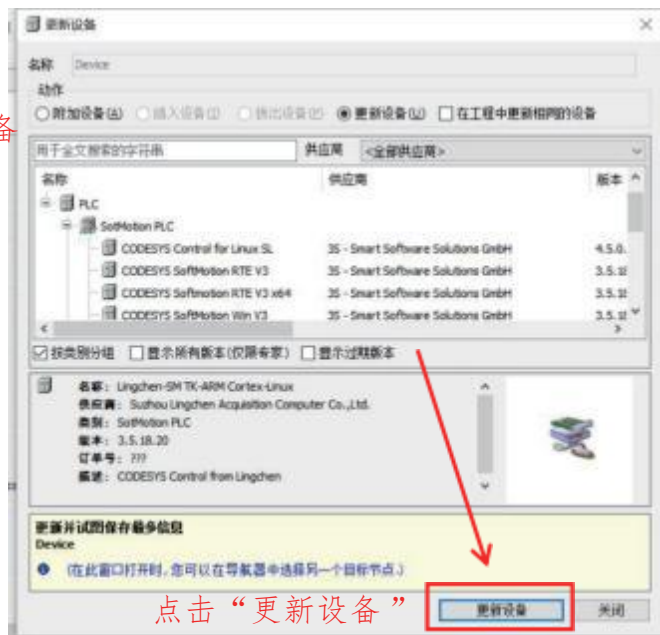 更新设备
名称 Device
动作
附加设备(A) 插入设备(I) 拔出设备(P) 更新设备(U) 在工程中更新相同的设备
备
用于全文搜索的字符串 供应商 <全部供应商>
名称 供应商 版本
PLC
SoftMotion PLC
CODESYS Control for Linux SL 3S - Smart Software Solutions GmbH 4.5.0.
CODESYS SoftMotion RTE V3 3S - Smart Software Solutions GmbH 3.5.18
CODESYS Softmotion RTE V3 x64 3S - Smart Software Solutions GmbH 3.5.18
CODESYS SoftMotion Win V3 3S - Smart Software Solutions GmbH 3.5.18
按类别分组 显示所有版本(仅限专家) 显示过期版本
名称: Lingchen-SM TK-ARM Cortex-Linux
供应商: Suzhou Lingchen Acquisition Computer Co.,Ltd.
类别: SoftMotion PLC
版本: 3.5.18.20
订单号: ???
描述: CODESYS Control from Lingchen
更新并试图保存最多信息
Device
(在此窗口打开时,您可以在导航器中选择另一个目标节点.)
点击“更新设备” 更新设备 关闭